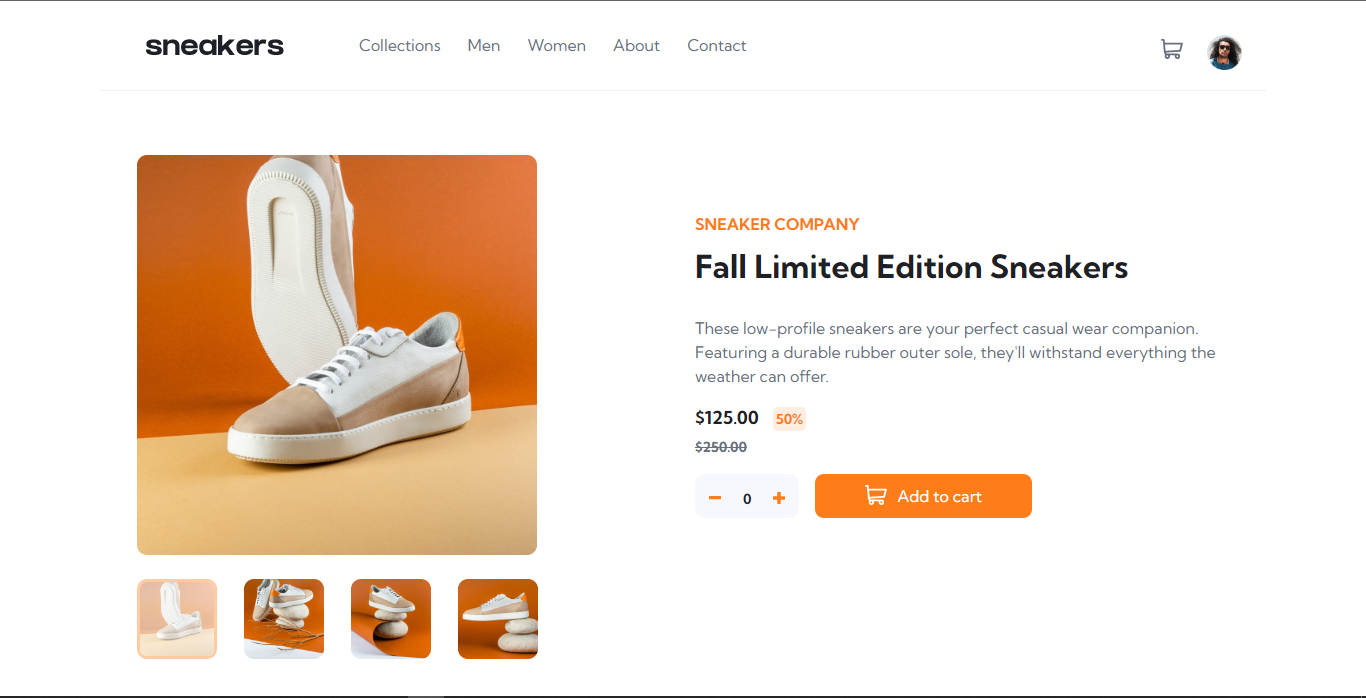 sneakers
Collections Men Women About Contact
SNEAKER COMPANY
Fall Limited Edition Sneakers
These low-profile sneakers are your perfect casual wear companion.
Featuring a durable rubber outer sole, they'll withstand everything the
weather can offer.
$125.00 50%
$250.00
0 Add to cart